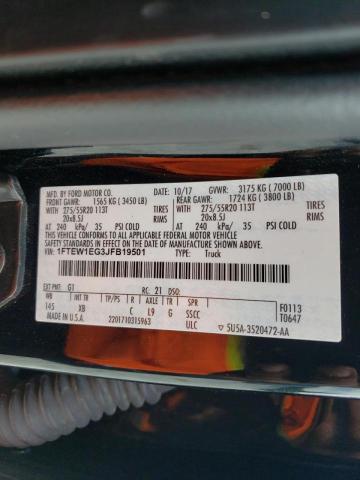 MFD. BY FORD MOTOR CO.
10/17 GVWR: 3175 KG ( 7000 LB)
FRONT GAWR: 1565 KG ( 3450 LB) REAR GAWR: 1724 KG ( 3800 LB)
WITH 275/55R20 113T TIRES WITH 275/55R20 113T TIRES
20x8.5J RIMS 20x8.5J RIMS
AT 240 kPa/ 35 PSI COLD AT 240 kPa/ 35 PSI COLD
THIS VEHICLE CONFORMS TO ALL APPLICABLE FEDERAL MOTOR VEHICLE
SAFETY STANDARDS IN EFFECT ON THE DATE OF MANUFACTURE SHOWN ABOVE.
VIN: 1FTEW1EG3JFB19501 TYPE: Truck
EXT PNT: G1 RC: 21 DSO:
WB INT TR TP/PS R AXLE TR SPR F0113
145 XB C L9 G SSCC T0647
MADE IN U.S.A. 2201710315963 ULC
5U5A-3520472-AA